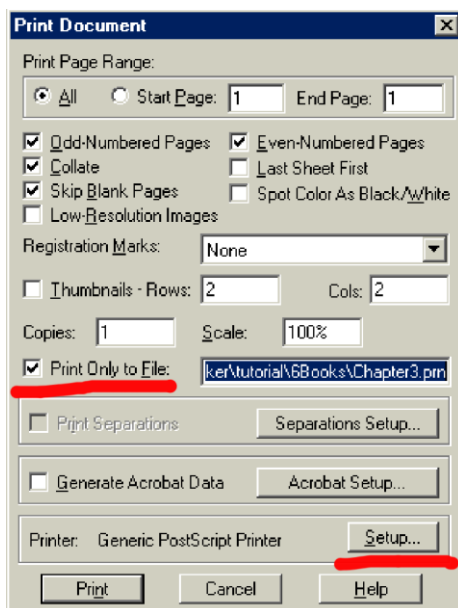 Print Document
Print Page Range:
All Start Page: 1 End Page: 1
Odd-Numbered Pages Even-Numbered Pages
Collate Last Sheet First
Skip Blank Pages Spot Color As Black/White
Low-Resolution Images
Registration Marks: None
Thumbnails - Rows: 2 Cols: 2
Copies: 1 Scale: 100%
Print Only to File: ker\tutorial\6Books\Chapter3.prn
Print Separations Separations Setup...
Generate Acrobat Data Acrobat Setup...
Printer: Generic PostScript Printer Setup...
Print Cancel Help